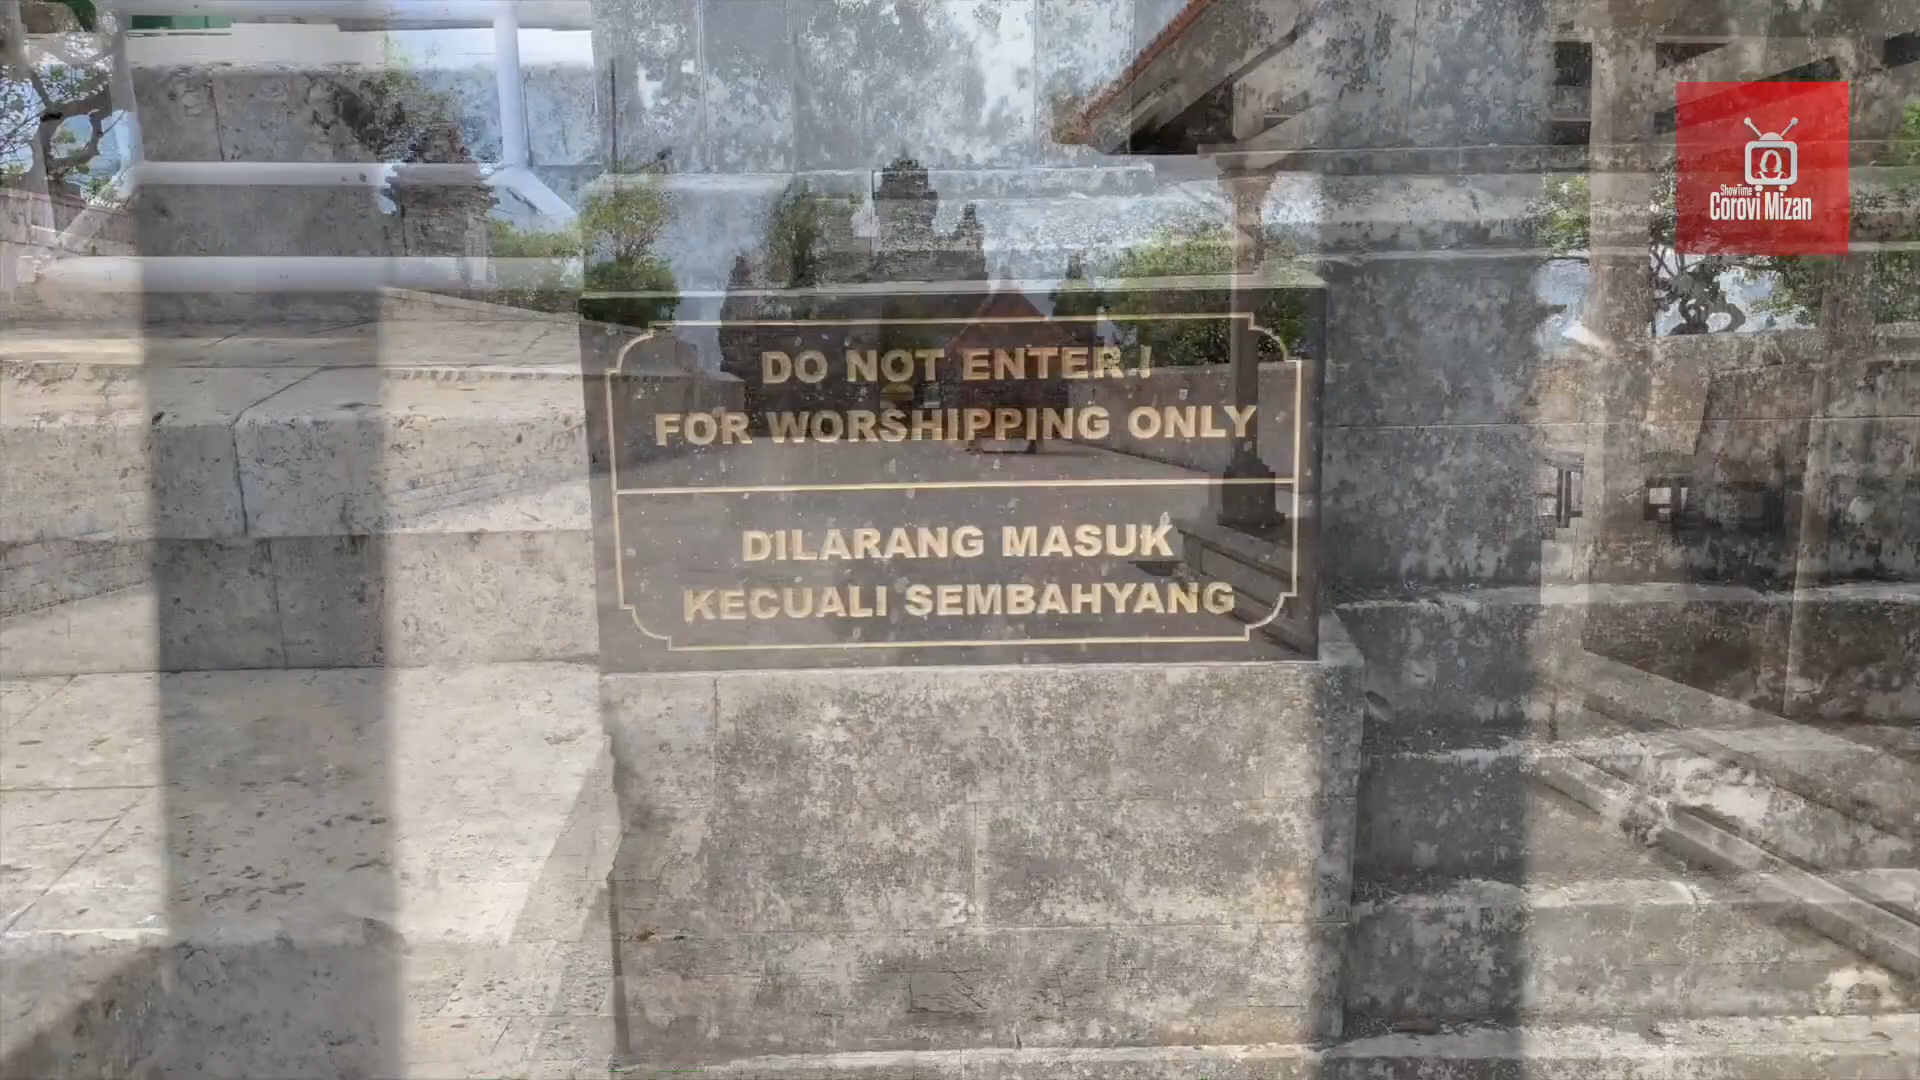 ShowTime
Corovi Mizan
DO NOT ENTER !
FOR WORSHIPPING ONLY
DILARANG MASUK
KECUALI SEMBAHYANG